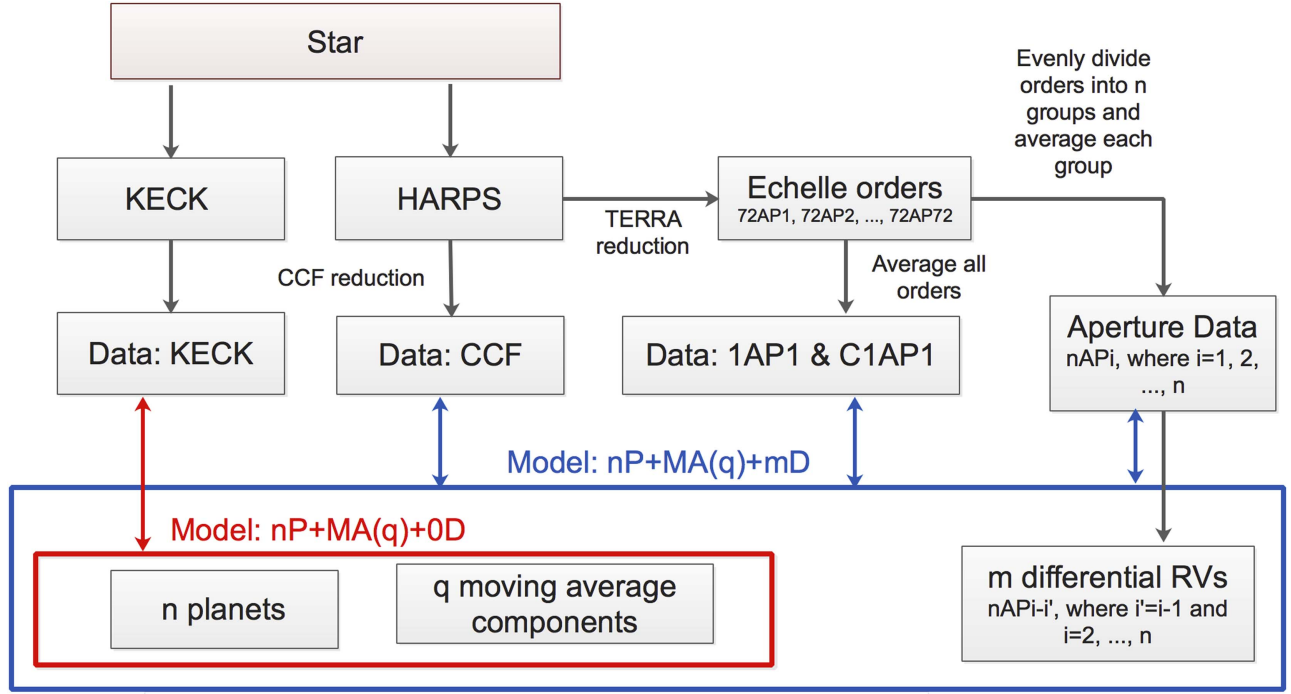 Star
Evenly divide
orders into n
groups and
average each
group
KECK
HARPS
TERRA
reduction
Echelle orders
72AP1, 72AP2, ..., 72AP72
CCF reduction
Average all
orders
Data: KECK
Data: CCF
Data: 1AP1 & C1AP1
Aperture Data
nAPi, where i=1, 2,
..., n
Model: nP+MA(q)+mD
Model: nP+MA(q)+0D
n planets
q moving average
components
m differential RVs
nAPi-i', where i'=i-1 and
i=2, ..., n